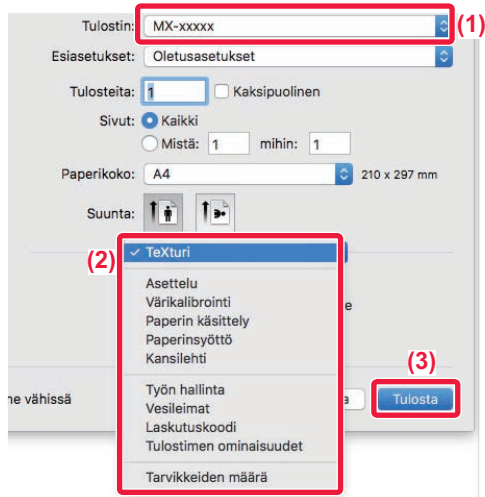 Tulostin: MX-xxxxx (1)
Esiasetukset: Oletusasetukset
Tulosteita: 1 Kaksipuolinen
Sivut: Kaikki
Mistä: 1 mihin: 1
Paperikoko: A4 210 x 297 mm
Suunta:
(2) ✓ TeXturi
Asettelu
Värikalibrointi
Paperin käsittely
Paperinsyöttö
Kansilehti
Työn hallinta
Vesileimat
Laskutuskoodi
Tulostimen ominaisuudet
Tarvikkeiden määrä
(3)
ne vähissä
Tulosta